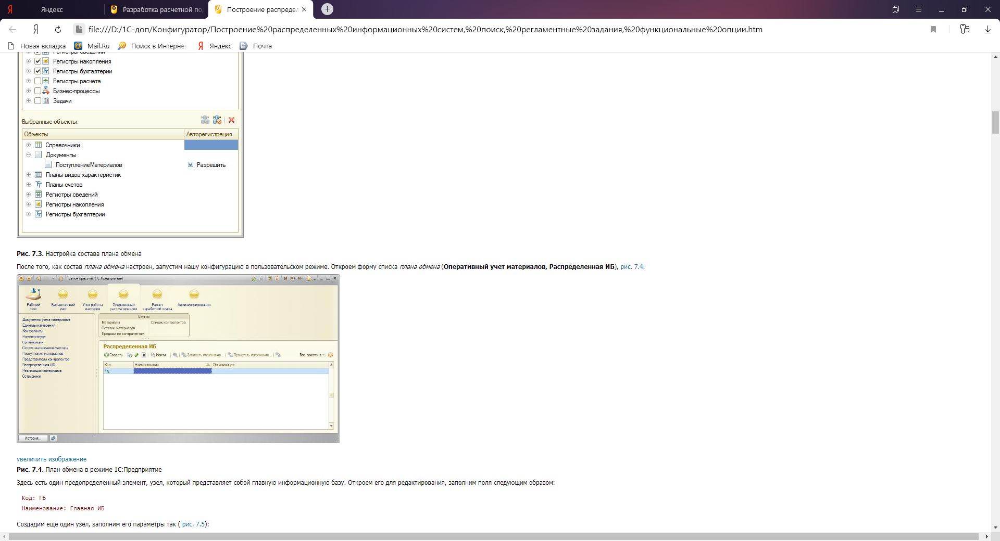 Яндекс
Разработка расчетной по
Построение распредел
file:///D:/1С-доп/Конфигуратор/Построение%20распределенных%20информационных%20систем,%20поиск,%20регламентные%20задания,%20функциональные%20опции.htm
Новая вкладка Mail.Ru Поиск в Интернет Яндекс Почта
Регистры сведений
Регистры накопления
Регистры бухгалтерии
Регистры расчета
Бизнес-процессы
Задачи
Выбранные объекты:
Объекты Авторегистрация
Справочники
Документы
ПоступлениеМатериалов Разрешить
Планы видов характеристик
Планы счетов
Регистры сведений
Регистры накопления
Регистры бухгалтерии
Рис. 7.3. Настройка состава плана обмена
После того, как состав плана обмена настроен, запустим нашу конфигурацию в пользовательском режиме. Откроем форму списка плана обмена (Оперативный учет материалов, Распределенная ИБ), рис. 7.4.
Салон красоты (1С:Предприятие)
M M+ M-
Рабочий стол
Бухгалтерский учет
Учет работы мастеров
Оперативный учет материалов
Расчет заработной платы
Администрирование
Документы учета материалов
Единицы измерения
Контрагенты
Номенклатура
Организации
Отпуск материалов мастеру
Поступление материалов
Представители контрагентов
Распределенная ИБ
Реализация материалов
Сотрудники
Отчеты
Материалы Список контрагентов
Остатки материалов
Продажи по контрагентам
Распределенная ИБ
Создать Найти... Записать изменения... Прочитать изменения... Все действия
Код Наименование Организация
История...
увеличить изображение
Рис. 7.4. План обмена в режиме 1С:Предприятие
Здесь есть один предопределенный элемент, узел, который представляет собой главную информационную базу. Откроем его для редактирования, заполним поля следующим образом:
Код: ГБ
Наименование: Главная ИБ
Создадим еще один узел, заполним его параметры так ( рис. 7.5):